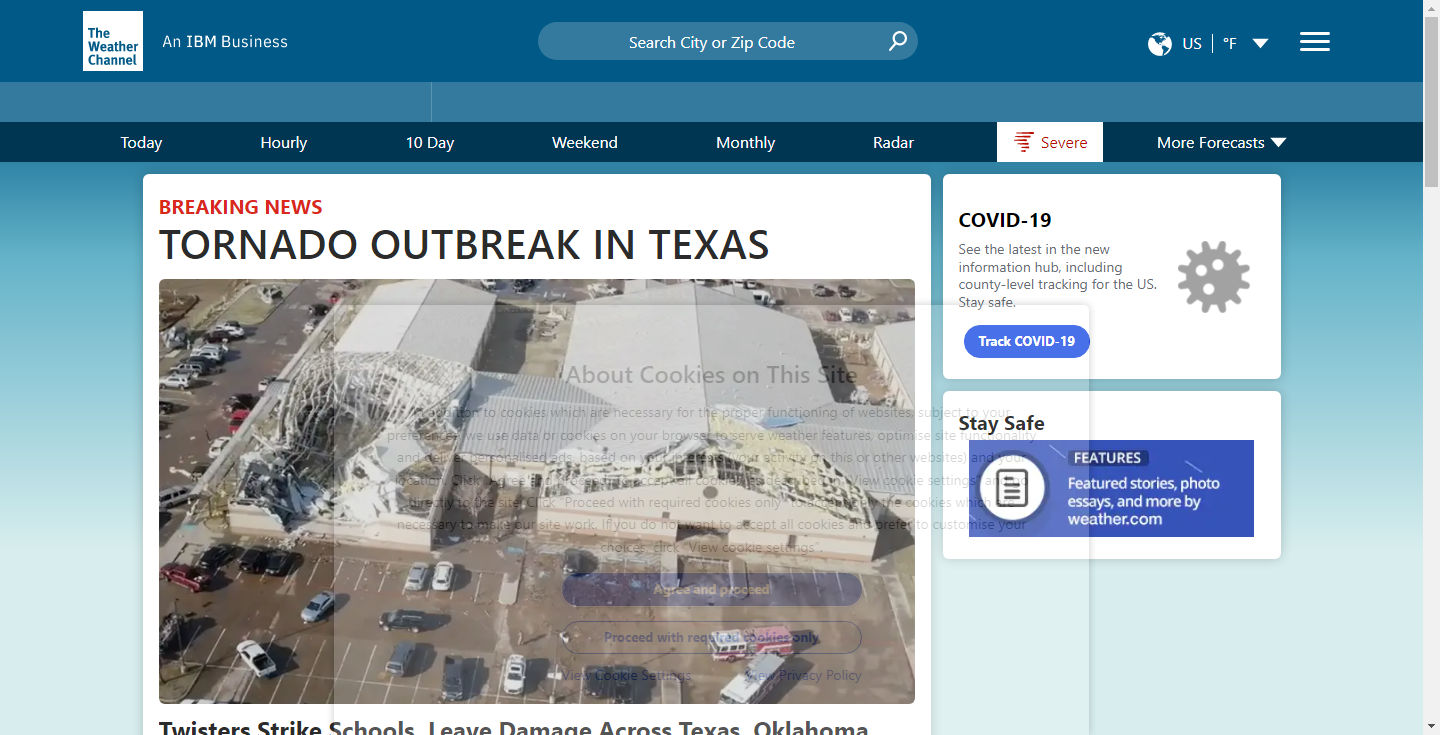 The
Weather
Channel
An IBM Business
Search City or Zip Code
US
°F
Today
Hourly
10 Day
Weekend
Monthly
Radar
Severe
More Forecasts
BREAKING NEWS
TORNADO OUTBREAK IN TEXAS
COVID-19
See the latest in the new
information hub, including
county-level tracking for the US.
Stay safe.
Track COVID-19
Stay Safe
FEATURES
Featured stories, photo
essays, and more by
weather.com
About Cookies on This Site
addition to cookies which are necessary for the proper functioning of websites, subject to your
preferences we use data or cookies on your browser to serve weather features, optimise site functionality
and deliver personalised ads, based on your interests (your activity on this or other websites) and your
location. Click "Agree and proceed" to accept all cookies as described in "View cookie settings" and go
directly to the site. Click "Proceed with required cookies only" to accept only the cookies which are
necessary to make our site work. If you do not want to accept all cookies and prefer to customise your
choices, click "View cookie settings".
Agree and proceed
Proceed with required cookies only
View Cookie Settings
View Privacy Policy
Twisters Strike Schools, Leave Damage Across Texas, Oklahoma